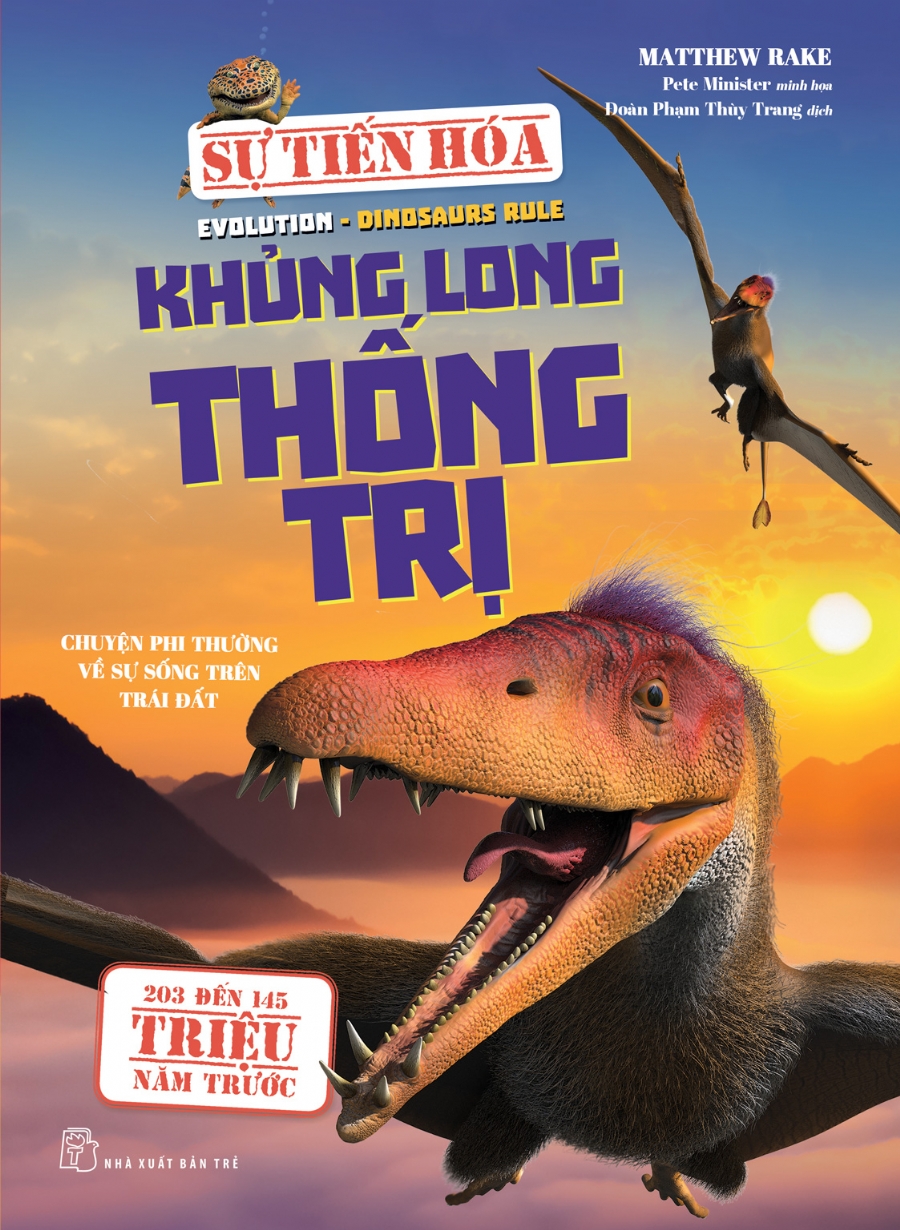 MATTHEW RAKE
Pete Minister minh họa
Đoàn Phạm Thùy Trang dịch
SỰ TIẾN HÓA
EVOLUTION - DINOSAURS RULE
KHỦNG LONG
THỐNG
TRỊ
CHUYỆN PHI THƯỜNG
VỀ SỰ SỐNG TRÊN
TRÁI ĐẤT
203 ĐẾN 145
TRIỆU
NĂM TRƯỚC
NHÀ XUẤT BẢN TRẺ